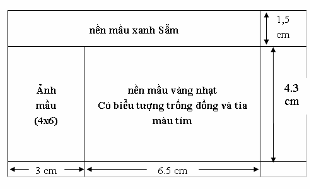 nền mầu xanh Sẫm
1,5
cm
Ảnh
mầu
(4x6)
nền mầu vàng nhạt
Có biểu tượng trống đồng và tia
màu tím
4.3
cm
3 cm
6.5 cm